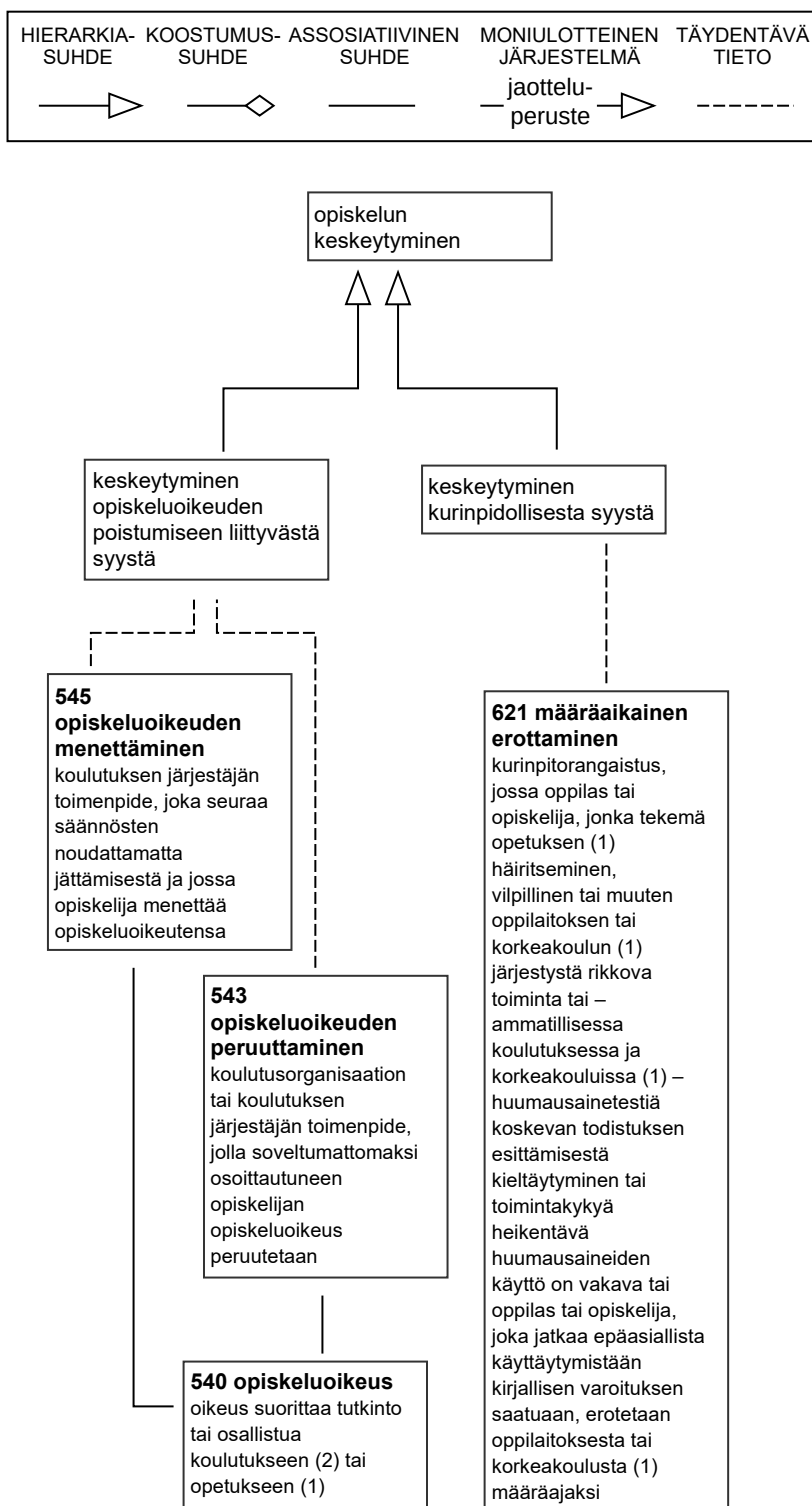 HIERARKIA-
SUHDE
KOOSTUMUS-
SUHDE
ASSOSIATIIVINEN
SUHDE
MONIULOTTEINEN
JÄRJESTELMÄ
jaottelu-
peruste
TÄYDENTÄVÄ
TIETO
opiskelun
keskeytyminen
keskeytyminen
opiskeluoikeuden
poistumiseen liittyvästä
syystä
keskeytyminen
kurinpidollisesta syystä
545
opiskeluoikeuden
menettäminen
koulutuksen järjestäjän
toimenpide, joka seuraa
säännösten
noudattamatta
jättämisestä ja jossa
opiskelija menettää
opiskeluoikeutensa
543
opiskeluoikeuden
peruuttaminen
koulutusorganisaation
tai koulutuksen
järjestäjän toimenpide,
jolla soveltumattomaksi
osoittautuneen
opiskelijan
opiskeluoikeus
peruutetaan
540 opiskeluoikeus
oikeus suorittaa tutkinto
tai osallistua
koulutukseen (2) tai
opetukseen (1)
621 määräaikainen
erottaminen
kurinpitorangaistus,
jossa oppilas tai
opiskelija, jonka tekemä
opetuksen (1)
häiritseminen,
vilpillinen tai muuten
oppilaitoksen tai
korkeakoulun (1)
järjestystä rikkova
toiminta tai –
ammatillisessa
koulutuksessa ja
korkeakouluissa (1) –
huumausainetestiä
koskevan todistuksen
esittämisestä
kieltäytyminen tai
toimintakykyä
heikentävä
huumausaineiden
käyttö on vakava tai
oppilas tai opiskelija,
joka jatkaa epäasiallista
käyttäytymistään
kirjallisen varoituksen
saatuaan, erotetaan
oppilaitoksesta tai
korkeakoulusta (1)
määräajaksi